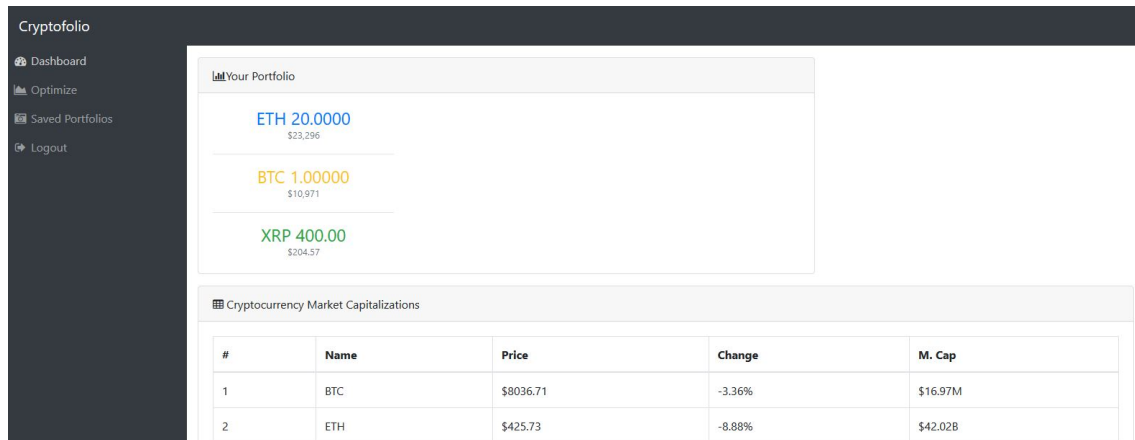 Cryptofolio
Dashboard
Optimize
Saved Portfolios
Logout
Your Portfolio
ETH 20.0000
$23,296
BTC 1.00000
$10,971
XRP 400.00
$204.57
Cryptocurrency Market Capitalizations
# Name Price Change M. Cap
1 BTC $8036.71 -3.36% $16.97M
2 ETH $425.73 -8.88% $42.02B